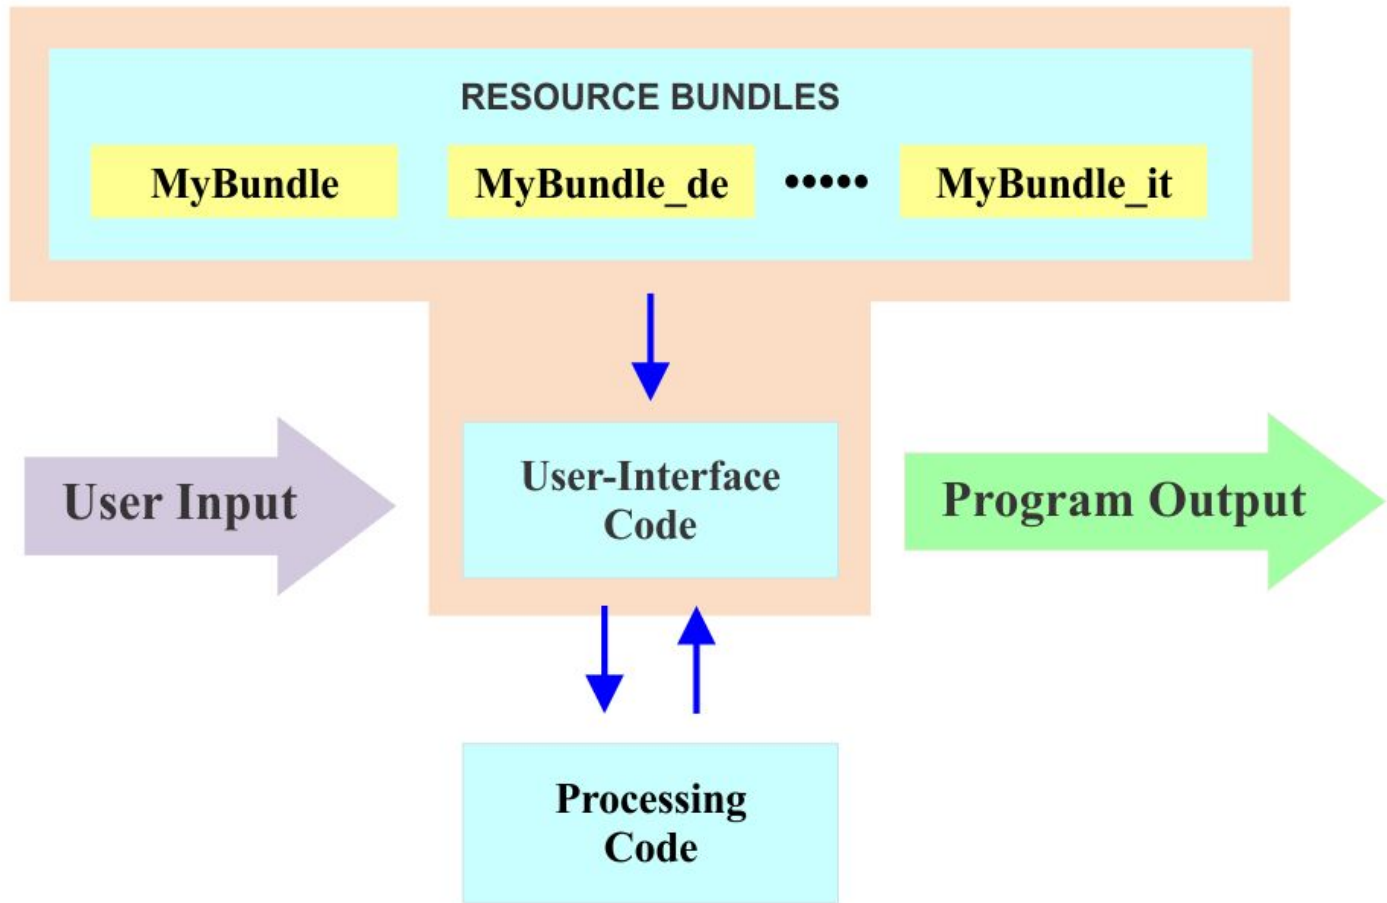 RESOURCE BUNDLES
MyBundle
MyBundle_de
•••••
MyBundle_it
User Input
User-Interface
Code
Program Output
Processing
Code